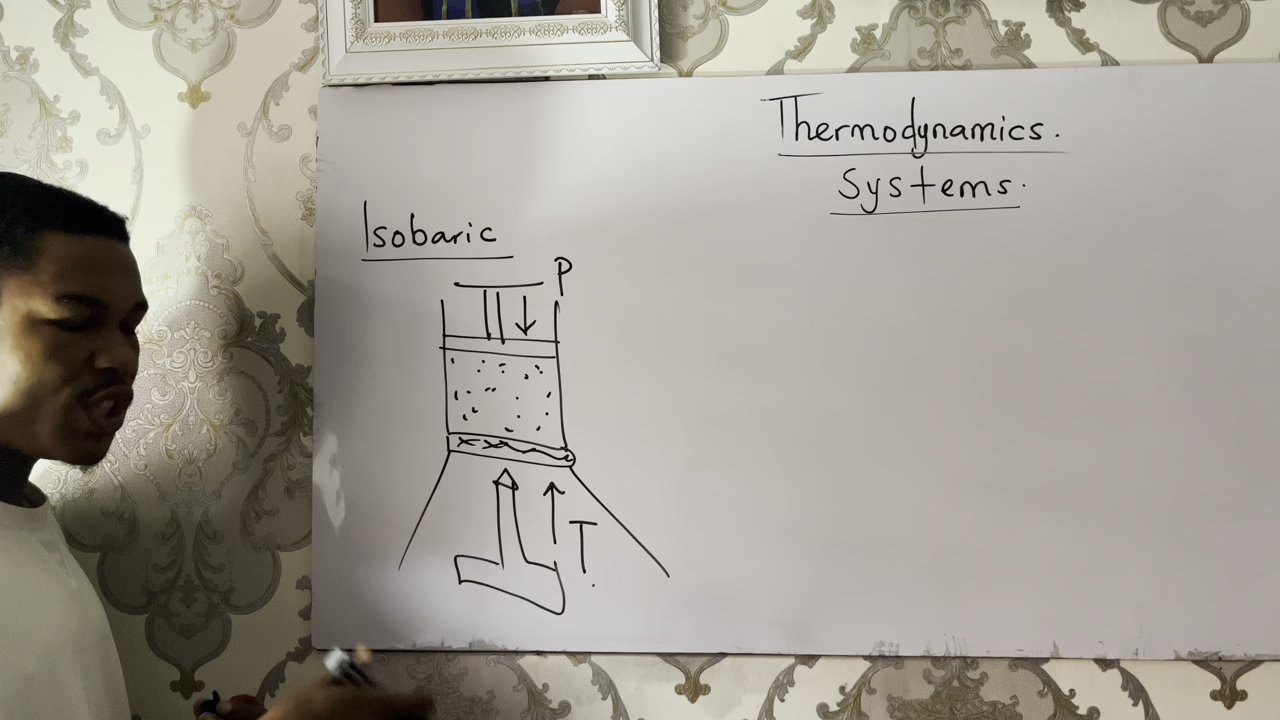 Thermodynamics.
Systems.
Isobaric
P
T